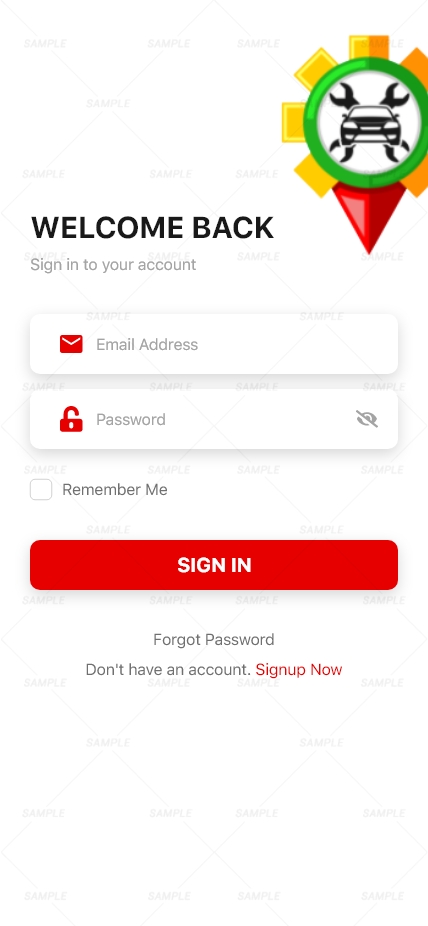 SAMPLE SAMPLE SAMPLE
SAMPLE
SAMPLE SAMPLE SAMPLE
WELCOME BACK
SAMPLE SAMPLE SAMPLE SAMPLE
Sign in to your account
SAMPLE SAMPLE
Email Address
SAMPLE SAMPLE SAMPLE SAMPLE
Password
SAMPLE SAMPLE SAMPLE SAMPLE
Remember Me
SAMPLE SAMPLE
SIGN IN
SAMPLE SAMPLE SAMPLE SAMPLE
Forgot Password
Don't have an account. Signup Now
SAMPLE SAMPLE SAMPLE SAMPLE
SAMPLE SAMPLE
SAMPLE SAMPLE SAMPLE SAMPLE
SAMPLE SAMPLE SAMPLE SAMPLE